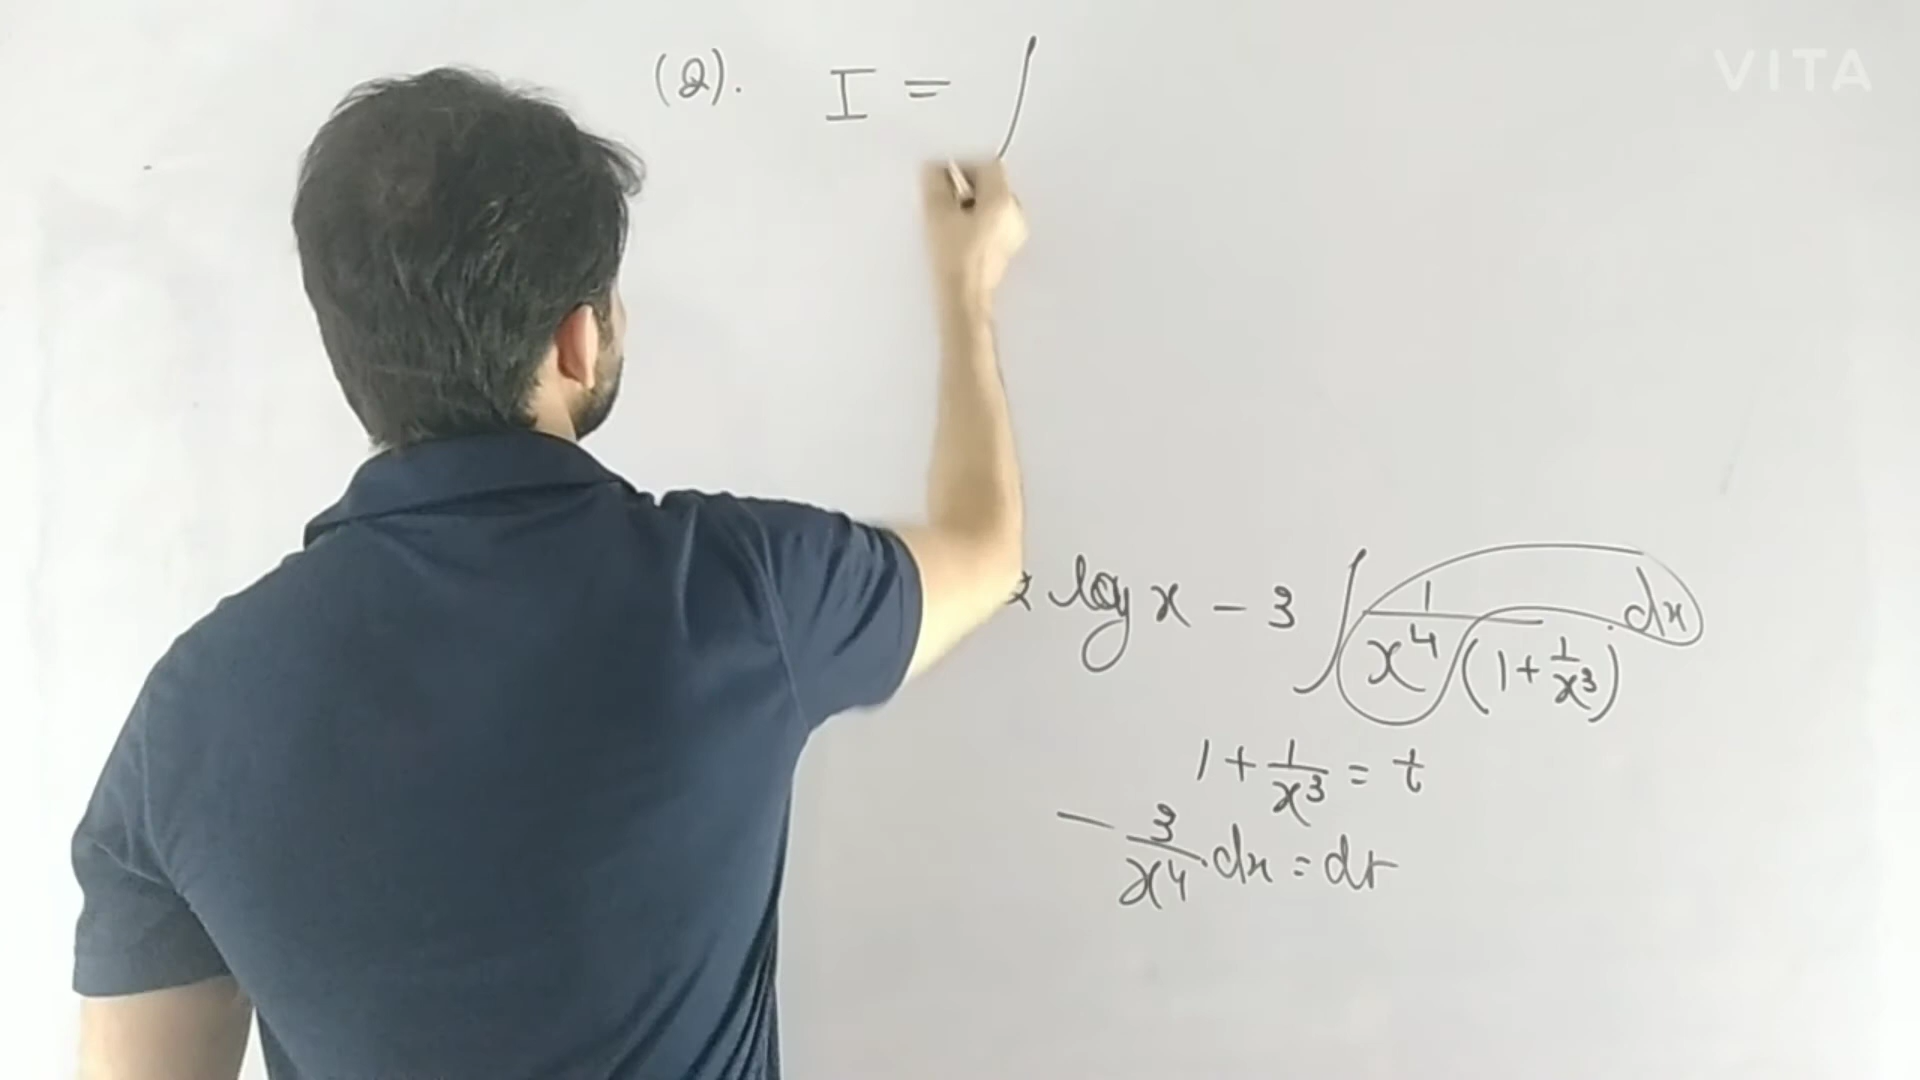 (Q). I = ∫
VITA
log x - 3 ∫ 1/x⁴(1 + 1/x³) . dx
1 + 1/x³ = t
- 3/x⁴ . dx = dt